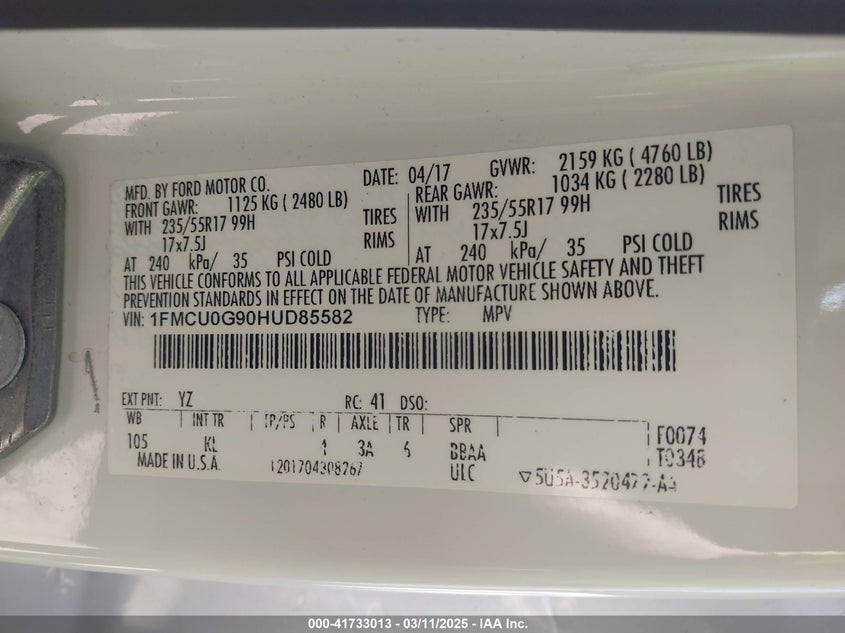 MFD. BY FORD MOTOR CO. DATE: 04/17 GVWR: 2159 KG ( 4760 LB)
FRONT GAWR: 1125 KG ( 2480 LB) REAR GAWR: 1034 KG ( 2280 LB)
WITH 235/55R17 99H TIRES WITH 235/55R17 99H TIRES
17x7.5J RIMS 17x7.5J RIMS
AT 240 kPa/ 35 PSI COLD AT 240 kPa/ 35 PSI COLD
THIS VEHICLE CONFORMS TO ALL APPLICABLE FEDERAL MOTOR VEHICLE SAFETY AND THEFT
PREVENTION STANDARDS IN EFFECT ON THE DATE OF MANUFACTURE SHOWN ABOVE.
VIN: 1FMCU0G90HUD85582 TYPE: MPV
EXT PNT: YZ RC: 41 DSO:
WB INT TR TP/PS R AXLE TR SPR
105 KL 3A BBAA F0074
MADE IN U.S.A. ULC T0348
000-41733013 - 03/11/2025 - IAA Inc.